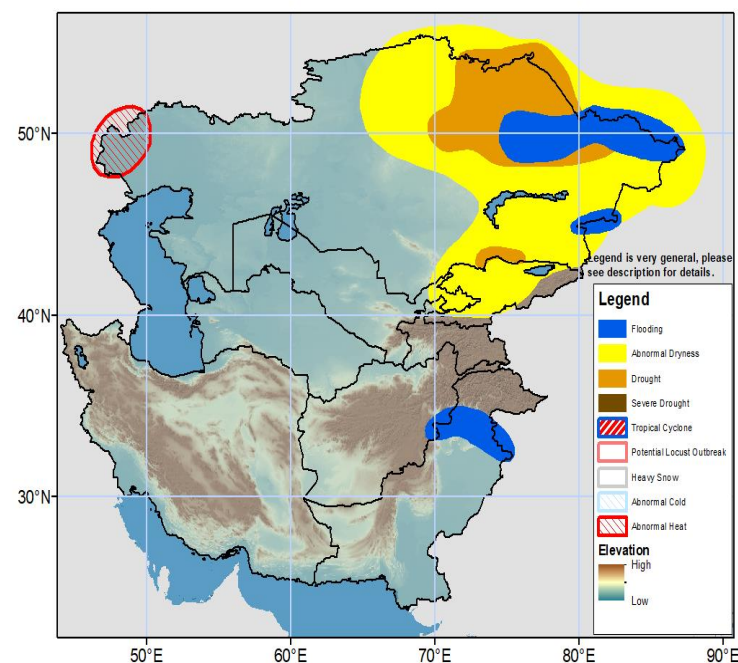 50°N
40°N
30°N
50°E
60°E
70°E
80°E
90°E
Legend is very general, please
see description for details.
Legend
Flooding
Abnormal Dryness
Drought
Severe Drought
Tropical Cyclone
Potential Locust Outbreak
Heavy Snow
Abnormal Cold
Abnormal Heat
Elevation
High
Low